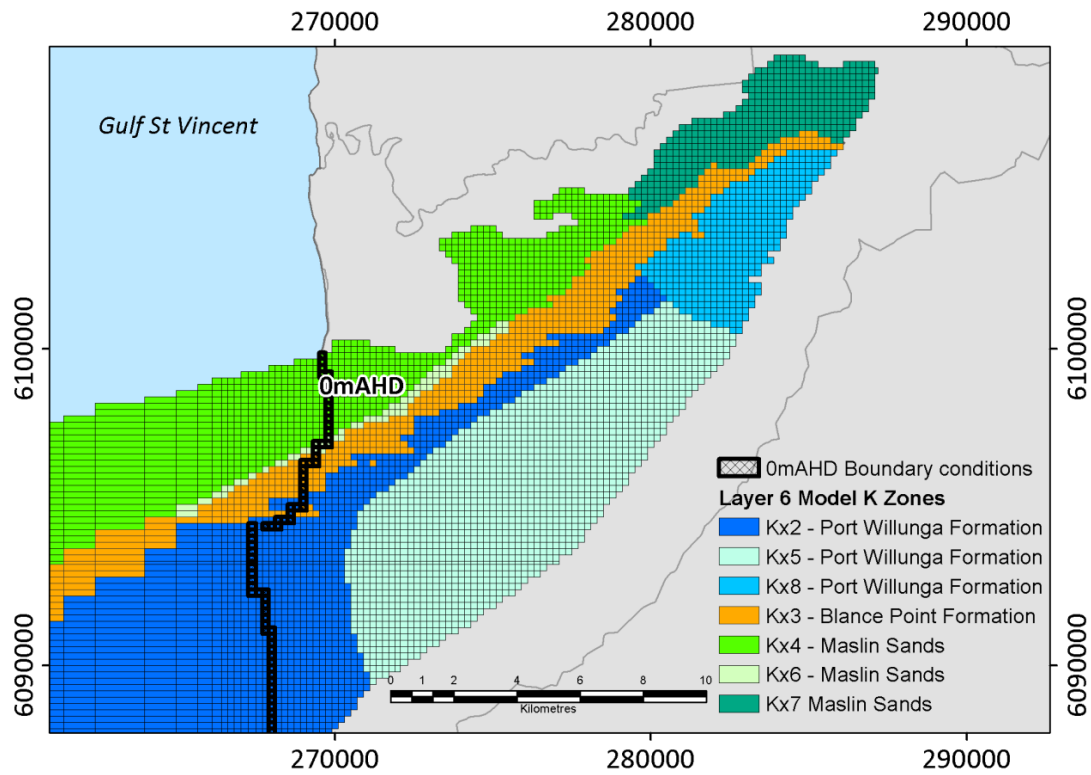 270000 280000 290000
Gulf St Vincent
6100000 6100000
0mAHD
0mAHD Boundary conditions
Layer 6 Model K Zones
Kx2 - Port Willunga Formation
Kx5 - Port Willunga Formation
Kx8 - Port Willunga Formation
Kx3 - Blance Point Formation
Kx4 - Maslin Sands
Kx6 - Maslin Sands
Kx7 Maslin Sands
6090000 6090000
0 1 2 4 6 8 10
Kilometres
270000 280000 290000